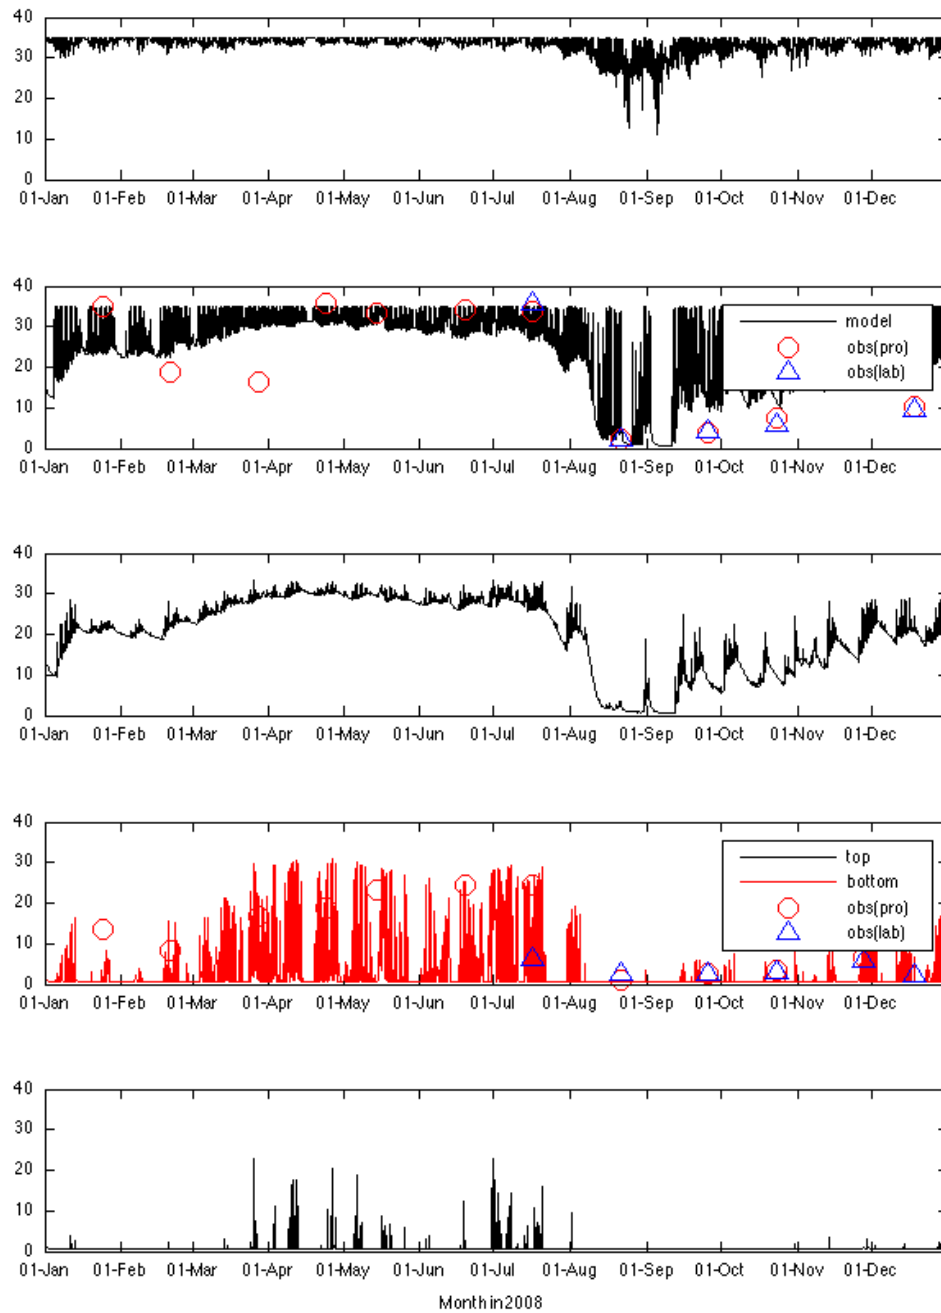 40
30
20
10
0
01-Jan 01-Feb 01-Mar 01-Apr 01-May 01-Jun 01-Jul 01-Aug 01-Sep 01-Oct 01-Nov 01-Dec
40
30
20
10
0
model
obs(pro)
obs(lab)
01-Jan 01-Feb 01-Mar 01-Apr 01-May 01-Jun 01-Jul 01-Aug 01-Sep 01-Oct 01-Nov 01-Dec
40
30
20
10
0
01-Jan 01-Feb 01-Mar 01-Apr 01-May 01-Jun 01-Jul 01-Aug 01-Sep 01-Oct 01-Nov 01-Dec
40
30
20
10
0
top
bottom
obs(pro)
obs(lab)
01-Jan 01-Feb 01-Mar 01-Apr 01-May 01-Jun 01-Jul 01-Aug 01-Sep 01-Oct 01-Nov 01-Dec
40
30
20
10
0
01-Jan 01-Feb 01-Mar 01-Apr 01-May 01-Jun 01-Jul 01-Aug 01-Sep 01-Oct 01-Nov 01-Dec
Month in 2008